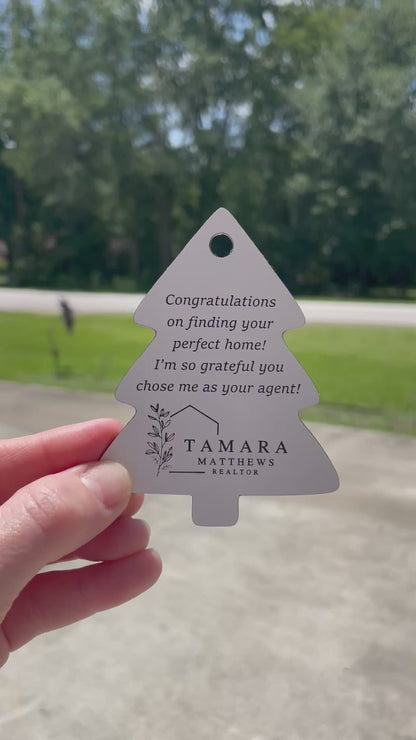 Congratulations
on finding your
perfect home!
I'm so grateful you
chose me as your agent!
TAMARA
MATTHEWS
REALTOR